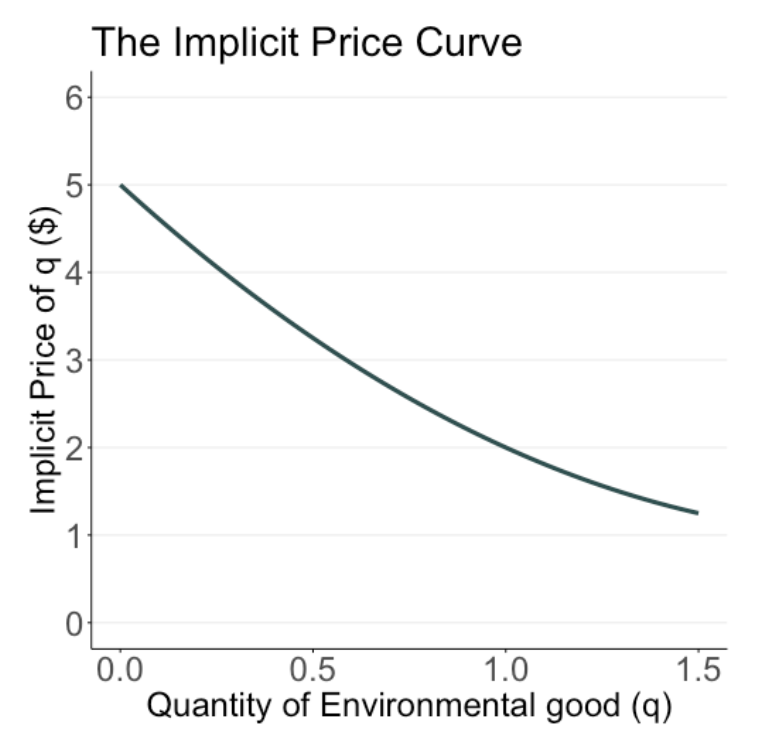 The Implicit Price Curve
6
5
4
3
2
1
0
Implicit Price of q ($)
0.0 0.5 1.0 1.5
Quantity of Environmental good (q)